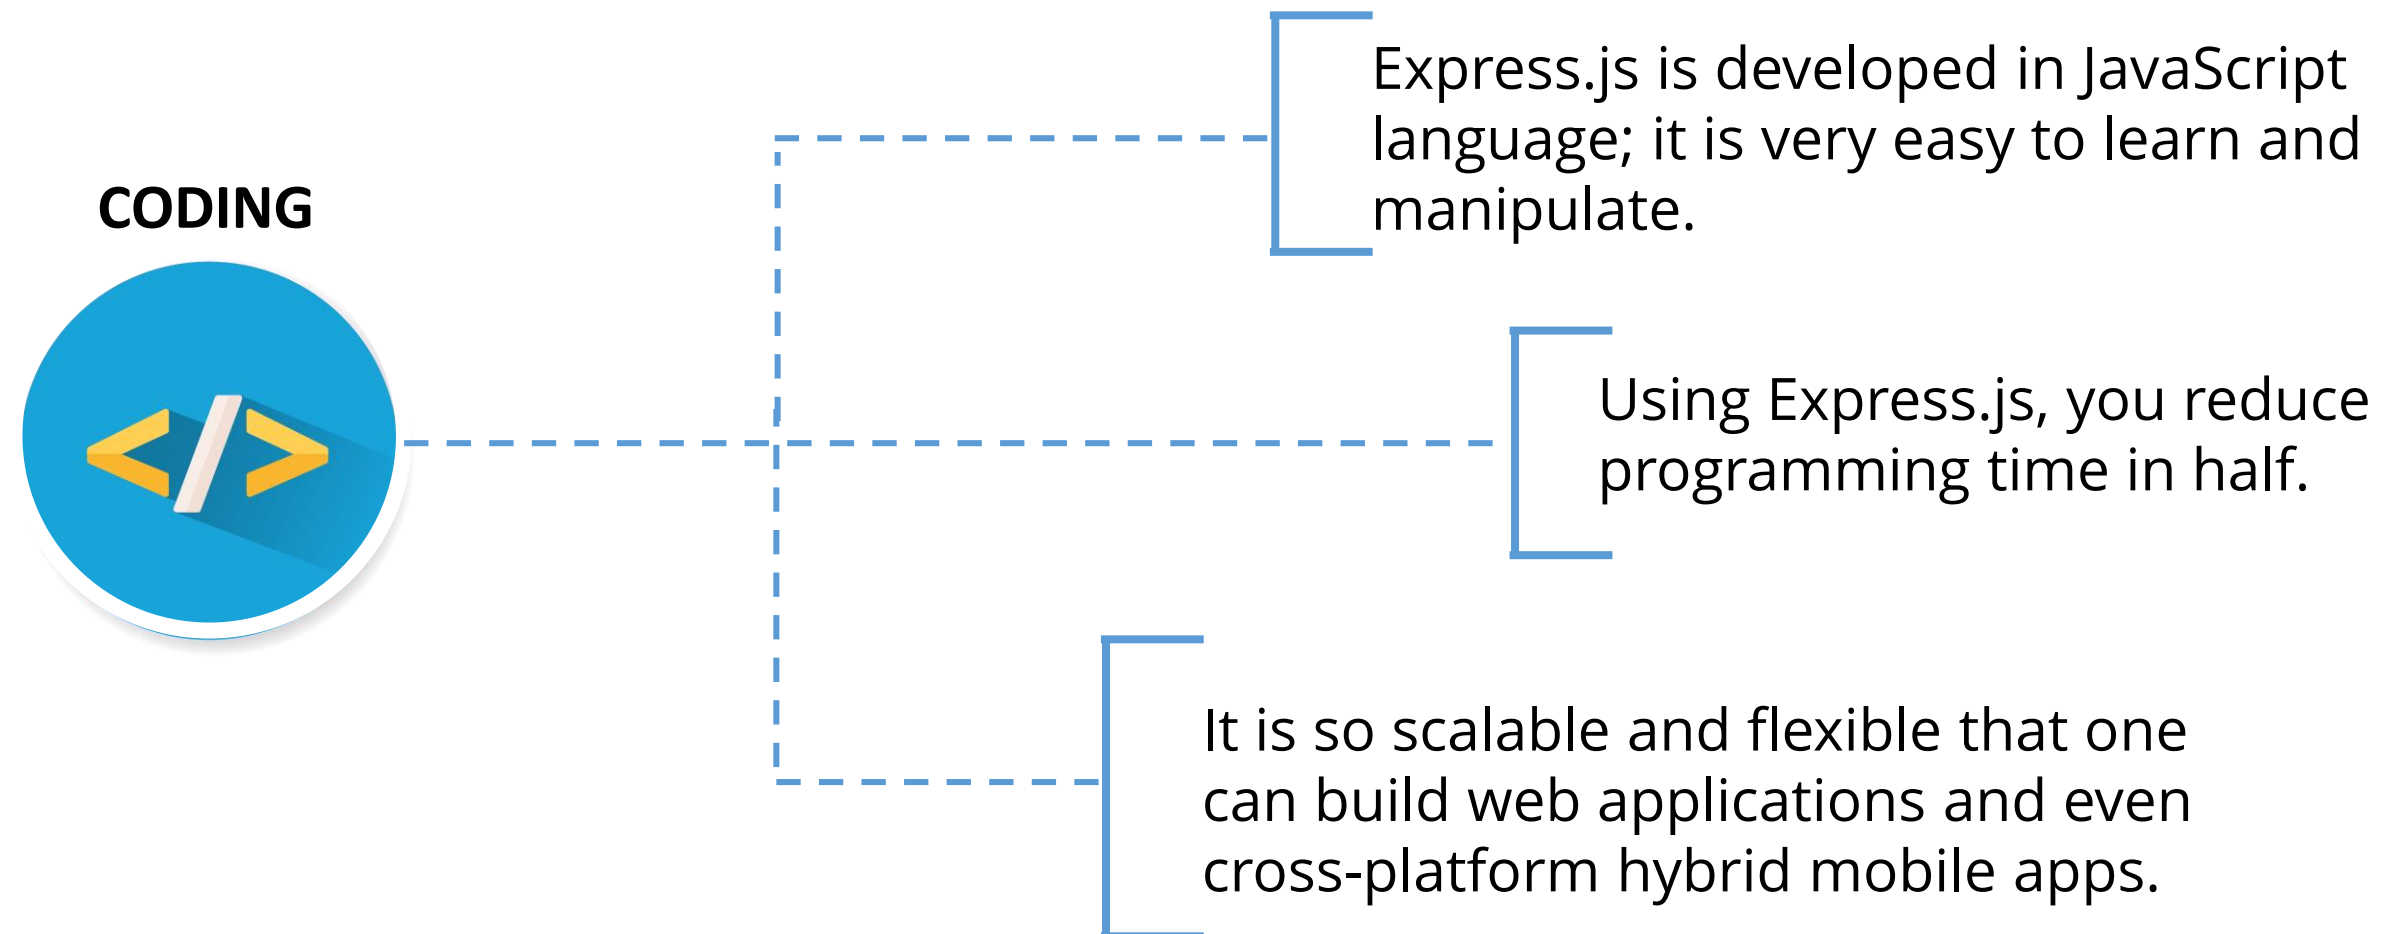 CODING
Express.js is developed in JavaScript
language; it is very easy to learn and
manipulate.
Using Express.js, you reduce
programming time in half.
It is so scalable and flexible that one
can build web applications and even
cross-platform hybrid mobile apps.